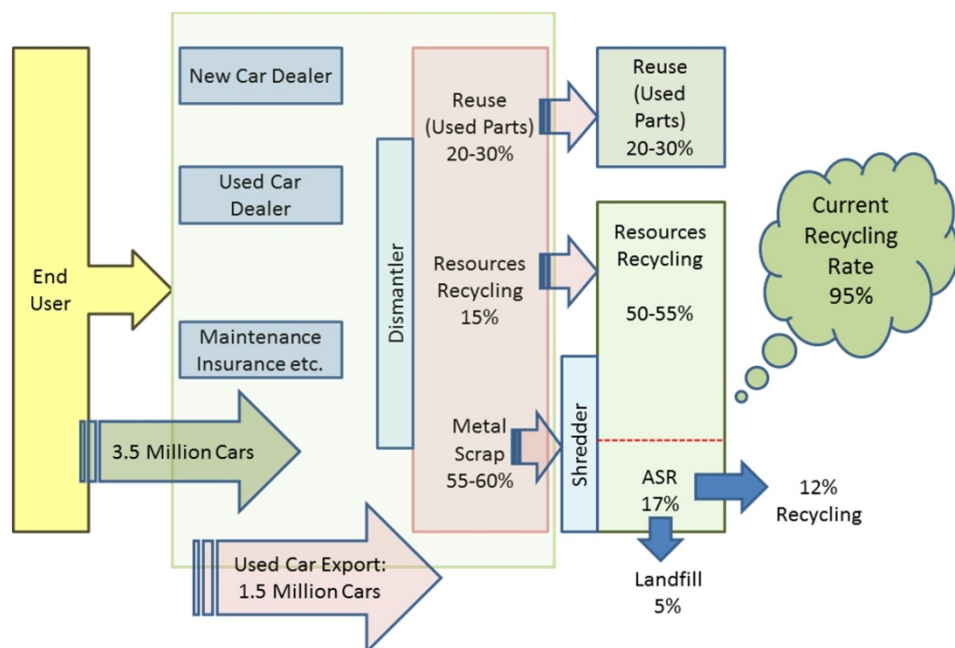 End
User
New Car Dealer
Used Car
Dealer
Maintenance
Insurance etc.
3.5 Million Cars
Used Car Export:
1.5 Million Cars
Dismantler
Reuse
(Used Parts)
20-30%
Resources
Recycling
15%
Metal
Scrap
55-60%
Shredder
Reuse
(Used
Parts)
20-30%
Resources
Recycling
50-55%
ASR
17%
12%
Recycling
Landfill
5%
Current
Recycling
Rate
95%